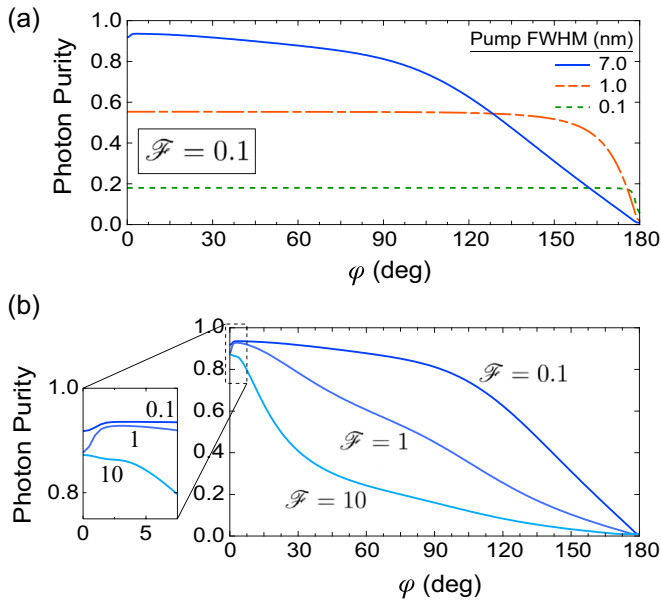 (a)
Photon Purity
1.0
0.8
0.6
0.4
0.2
0.0
Pump FWHM (nm)
7.0
1.0
0.1
ℱ = 0.1
0 30 60 90 120 150 180
φ (deg)
(b)
Photon Purity
1.0
0.8
0.1
1
10
0 5
1.0
0.8
0.6
0.4
0.2
0.0
ℱ = 0.1
ℱ = 1
ℱ = 10
0 30 60 90 120 150 180
φ (deg)